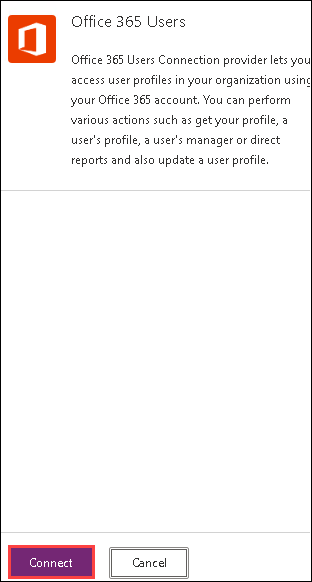 Office 365 Users
Office 365 Users Connection provider lets you
access user profiles in your organization using
your Office 365 account. You can perform
various actions such as get your profile, a
user's profile, a user's manager or direct
reports and also update a user profile.
Connect
Cancel